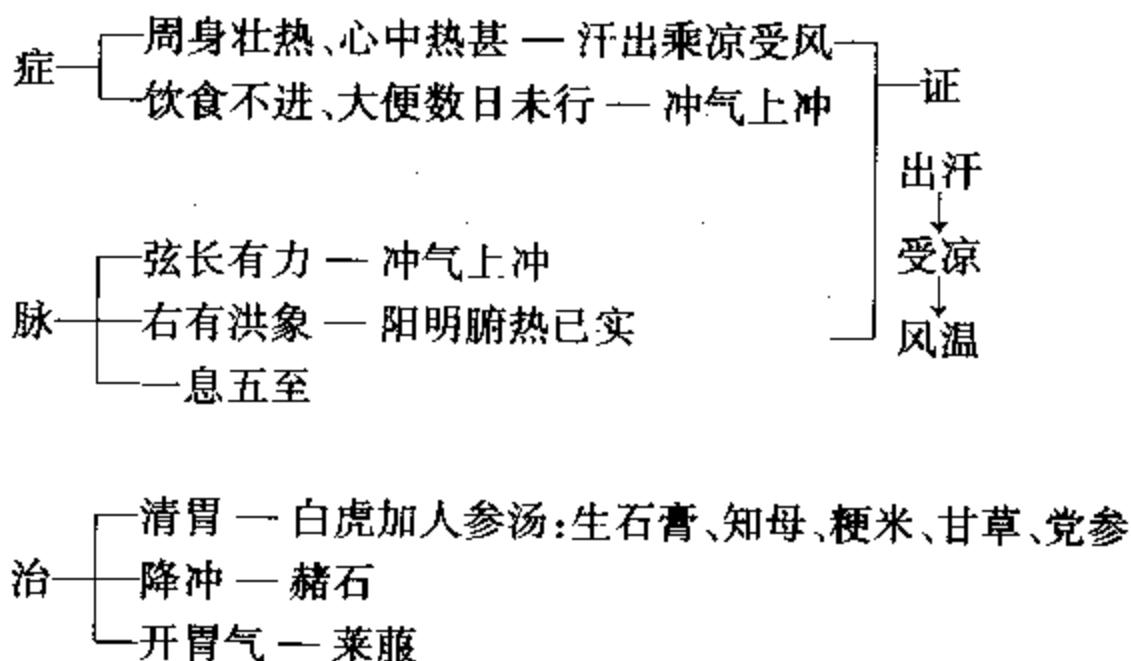 症
周身壮热、心中热甚 — 汗出乘凉受风
饮食不进、大便数日未行 — 冲气上冲
证
出汗
受凉
风温
脉
弦长有力 — 冲气上冲
右有洪象 — 阳明腑热已实
一息五至
治
清胃 — 白虎加人参汤:生石膏、知母、粳米、甘草、党参
降冲 — 赭石
开胃气 — 莱菔